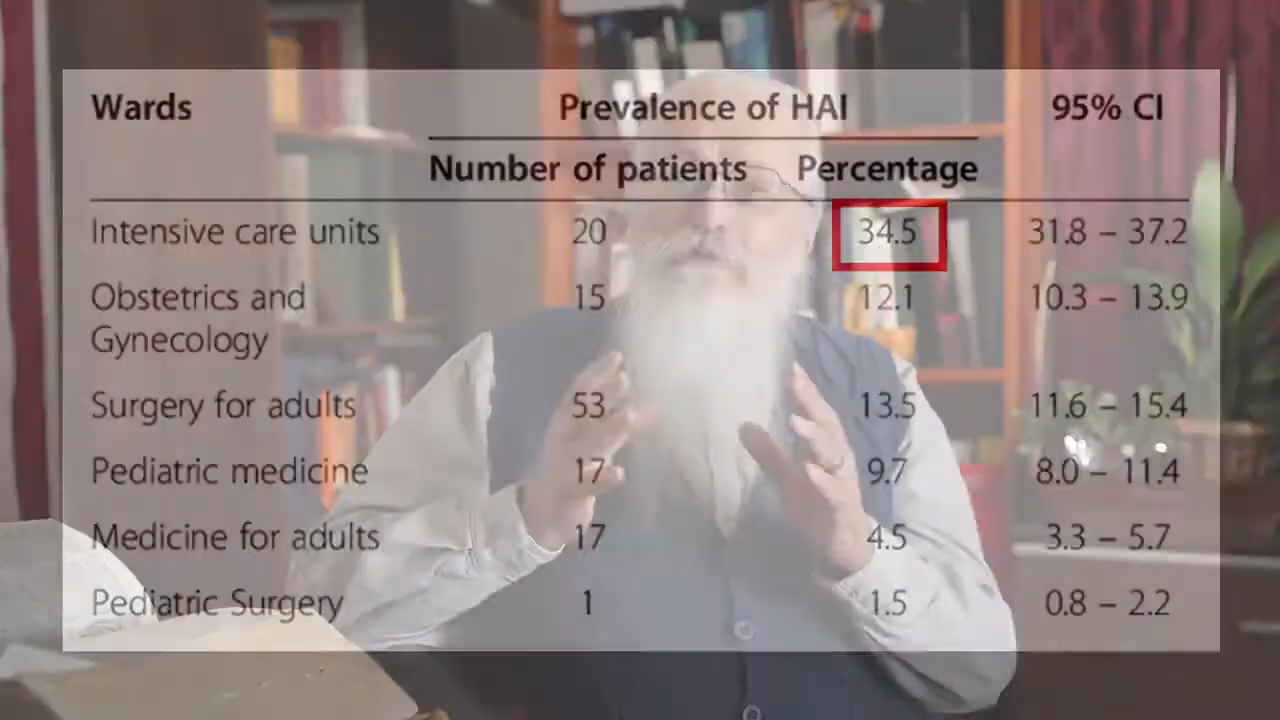 Wards Prevalence of HAI 95% CI
Number of patients Percentage
Intensive care units 20 34.5 31.8 – 37.2
Obstetrics and 15 12.1 10.3 – 13.9
Gynecology
Surgery for adults 53 13.5 11.6 – 15.4
Pediatric medicine 17 9.7 8.0 – 11.4
Medicine for adults 17 4.5 3.3 – 5.7
Pediatric Surgery 1 1.5 0.8 – 2.2